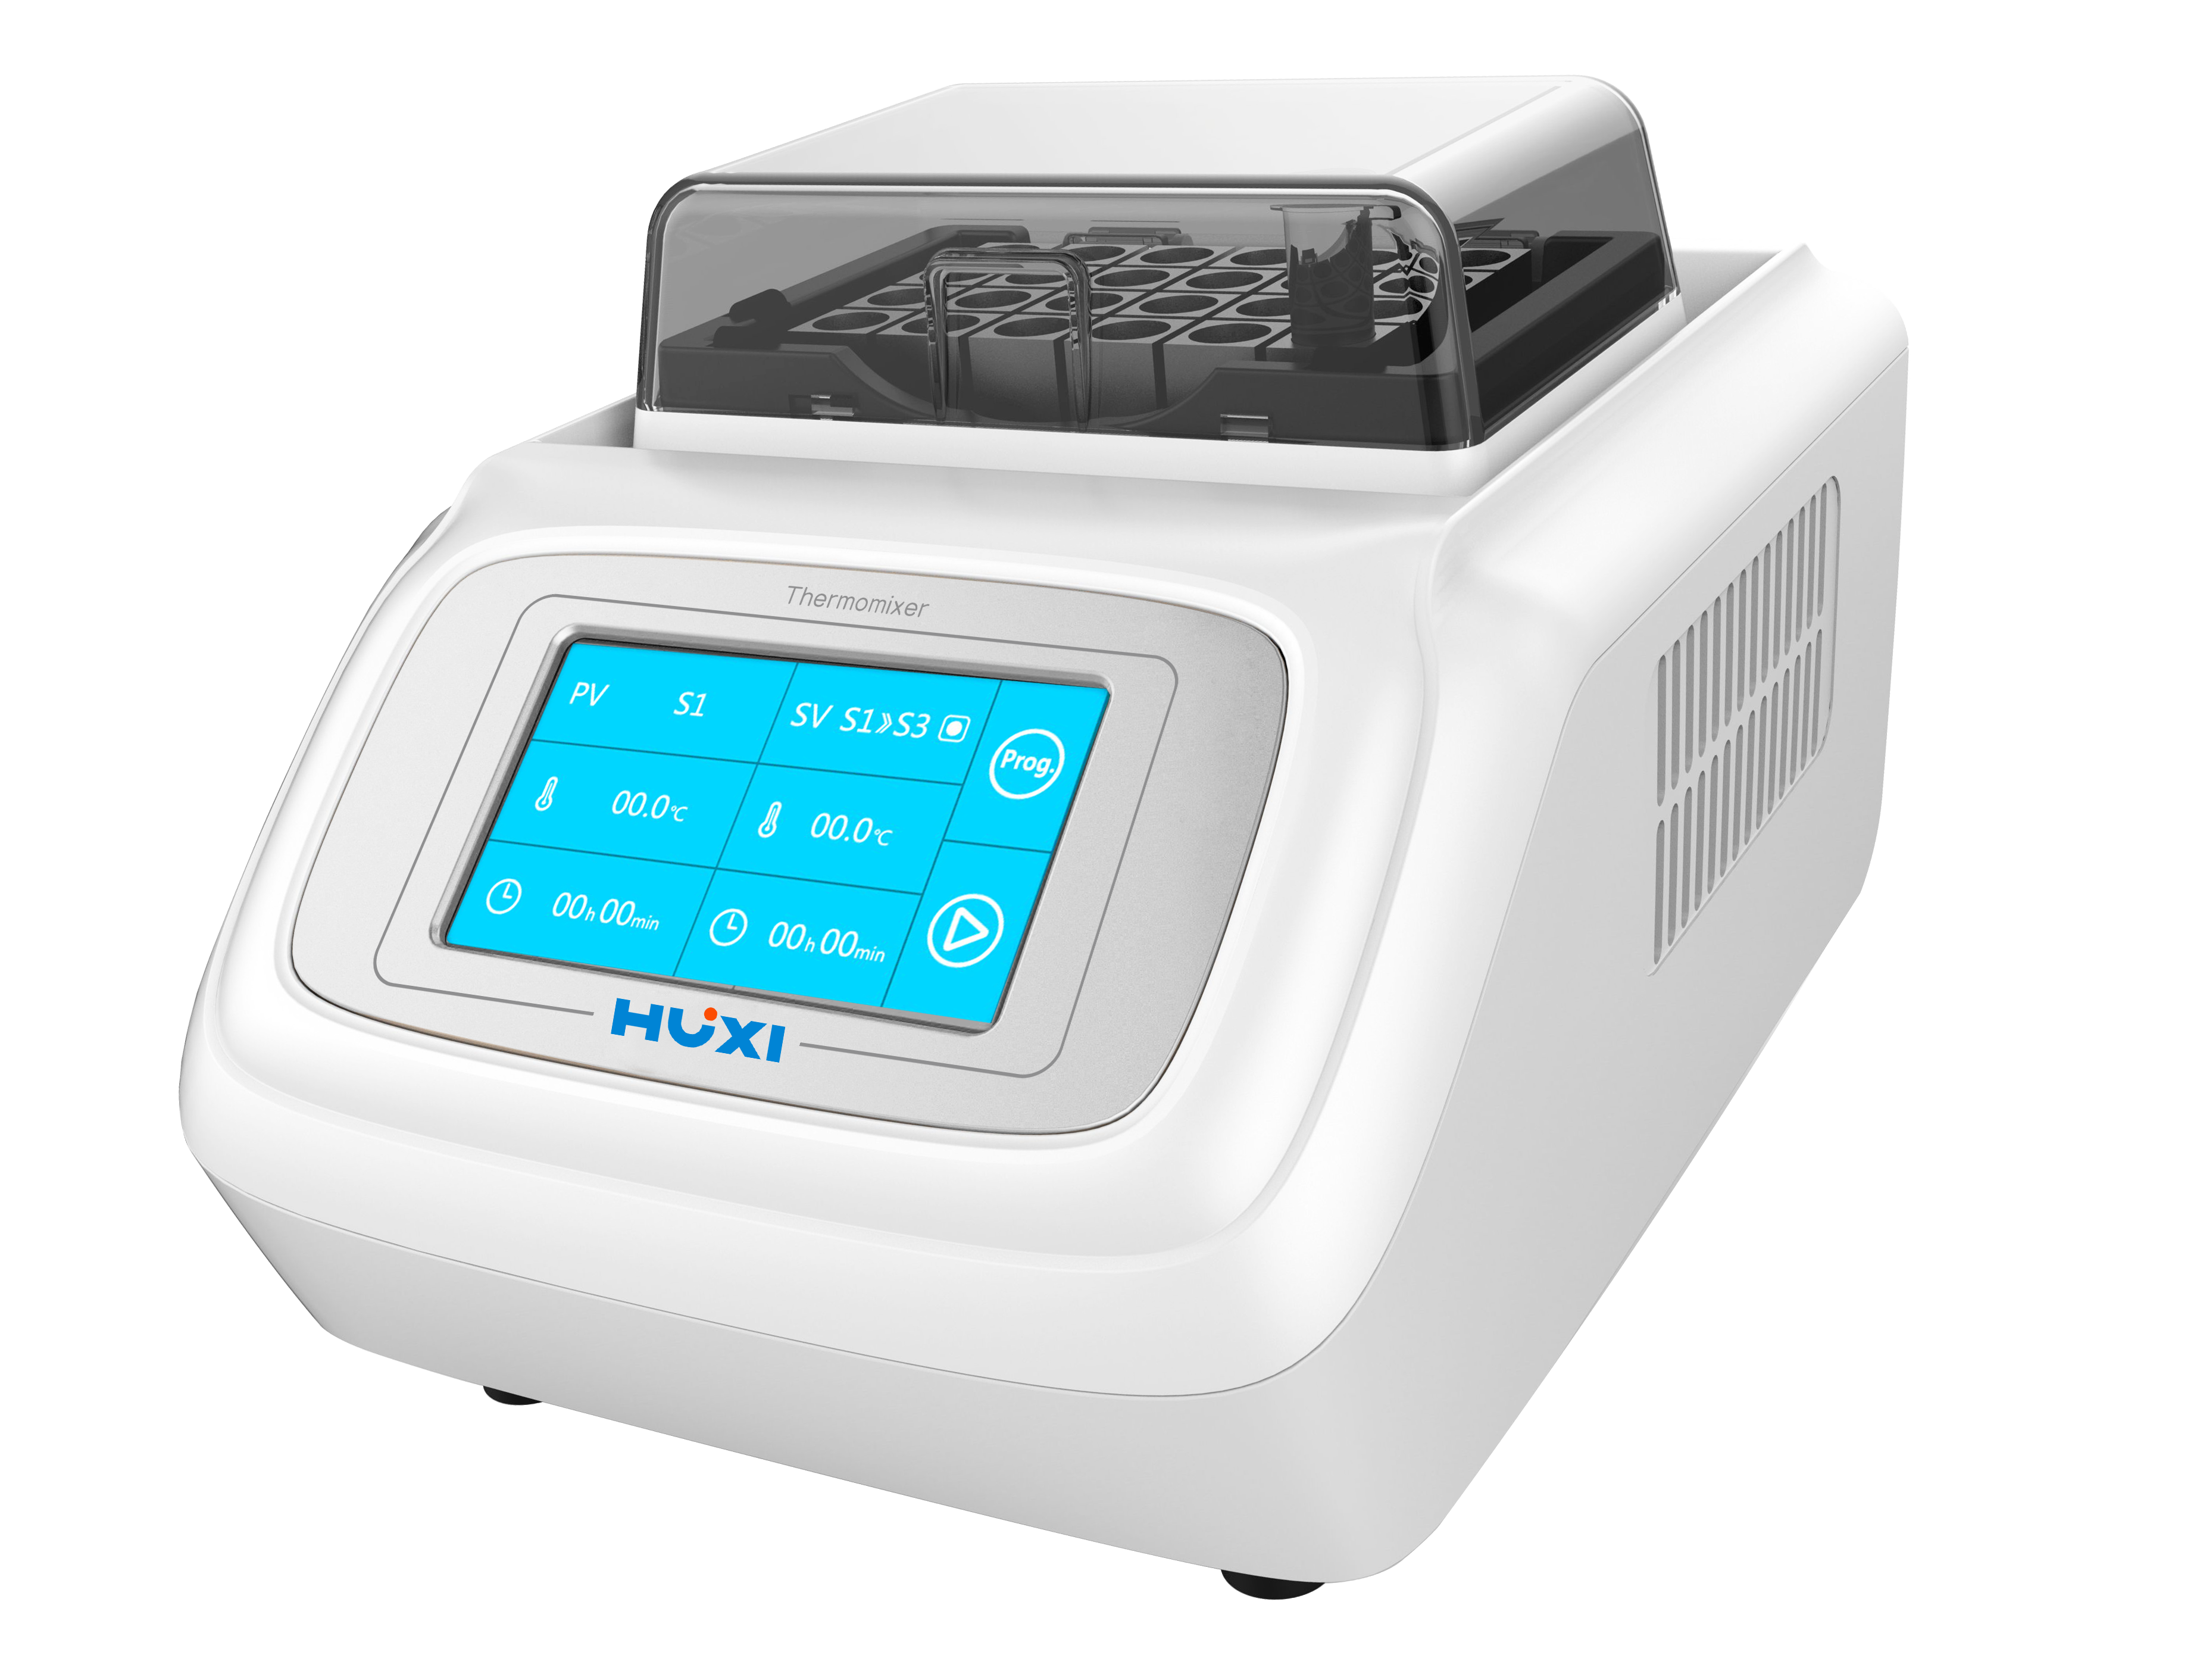 Thermomixer
PV S1
SV S1》S3
Prog.
00.0℃
00.0℃
00h00min
00h00min
HUXI